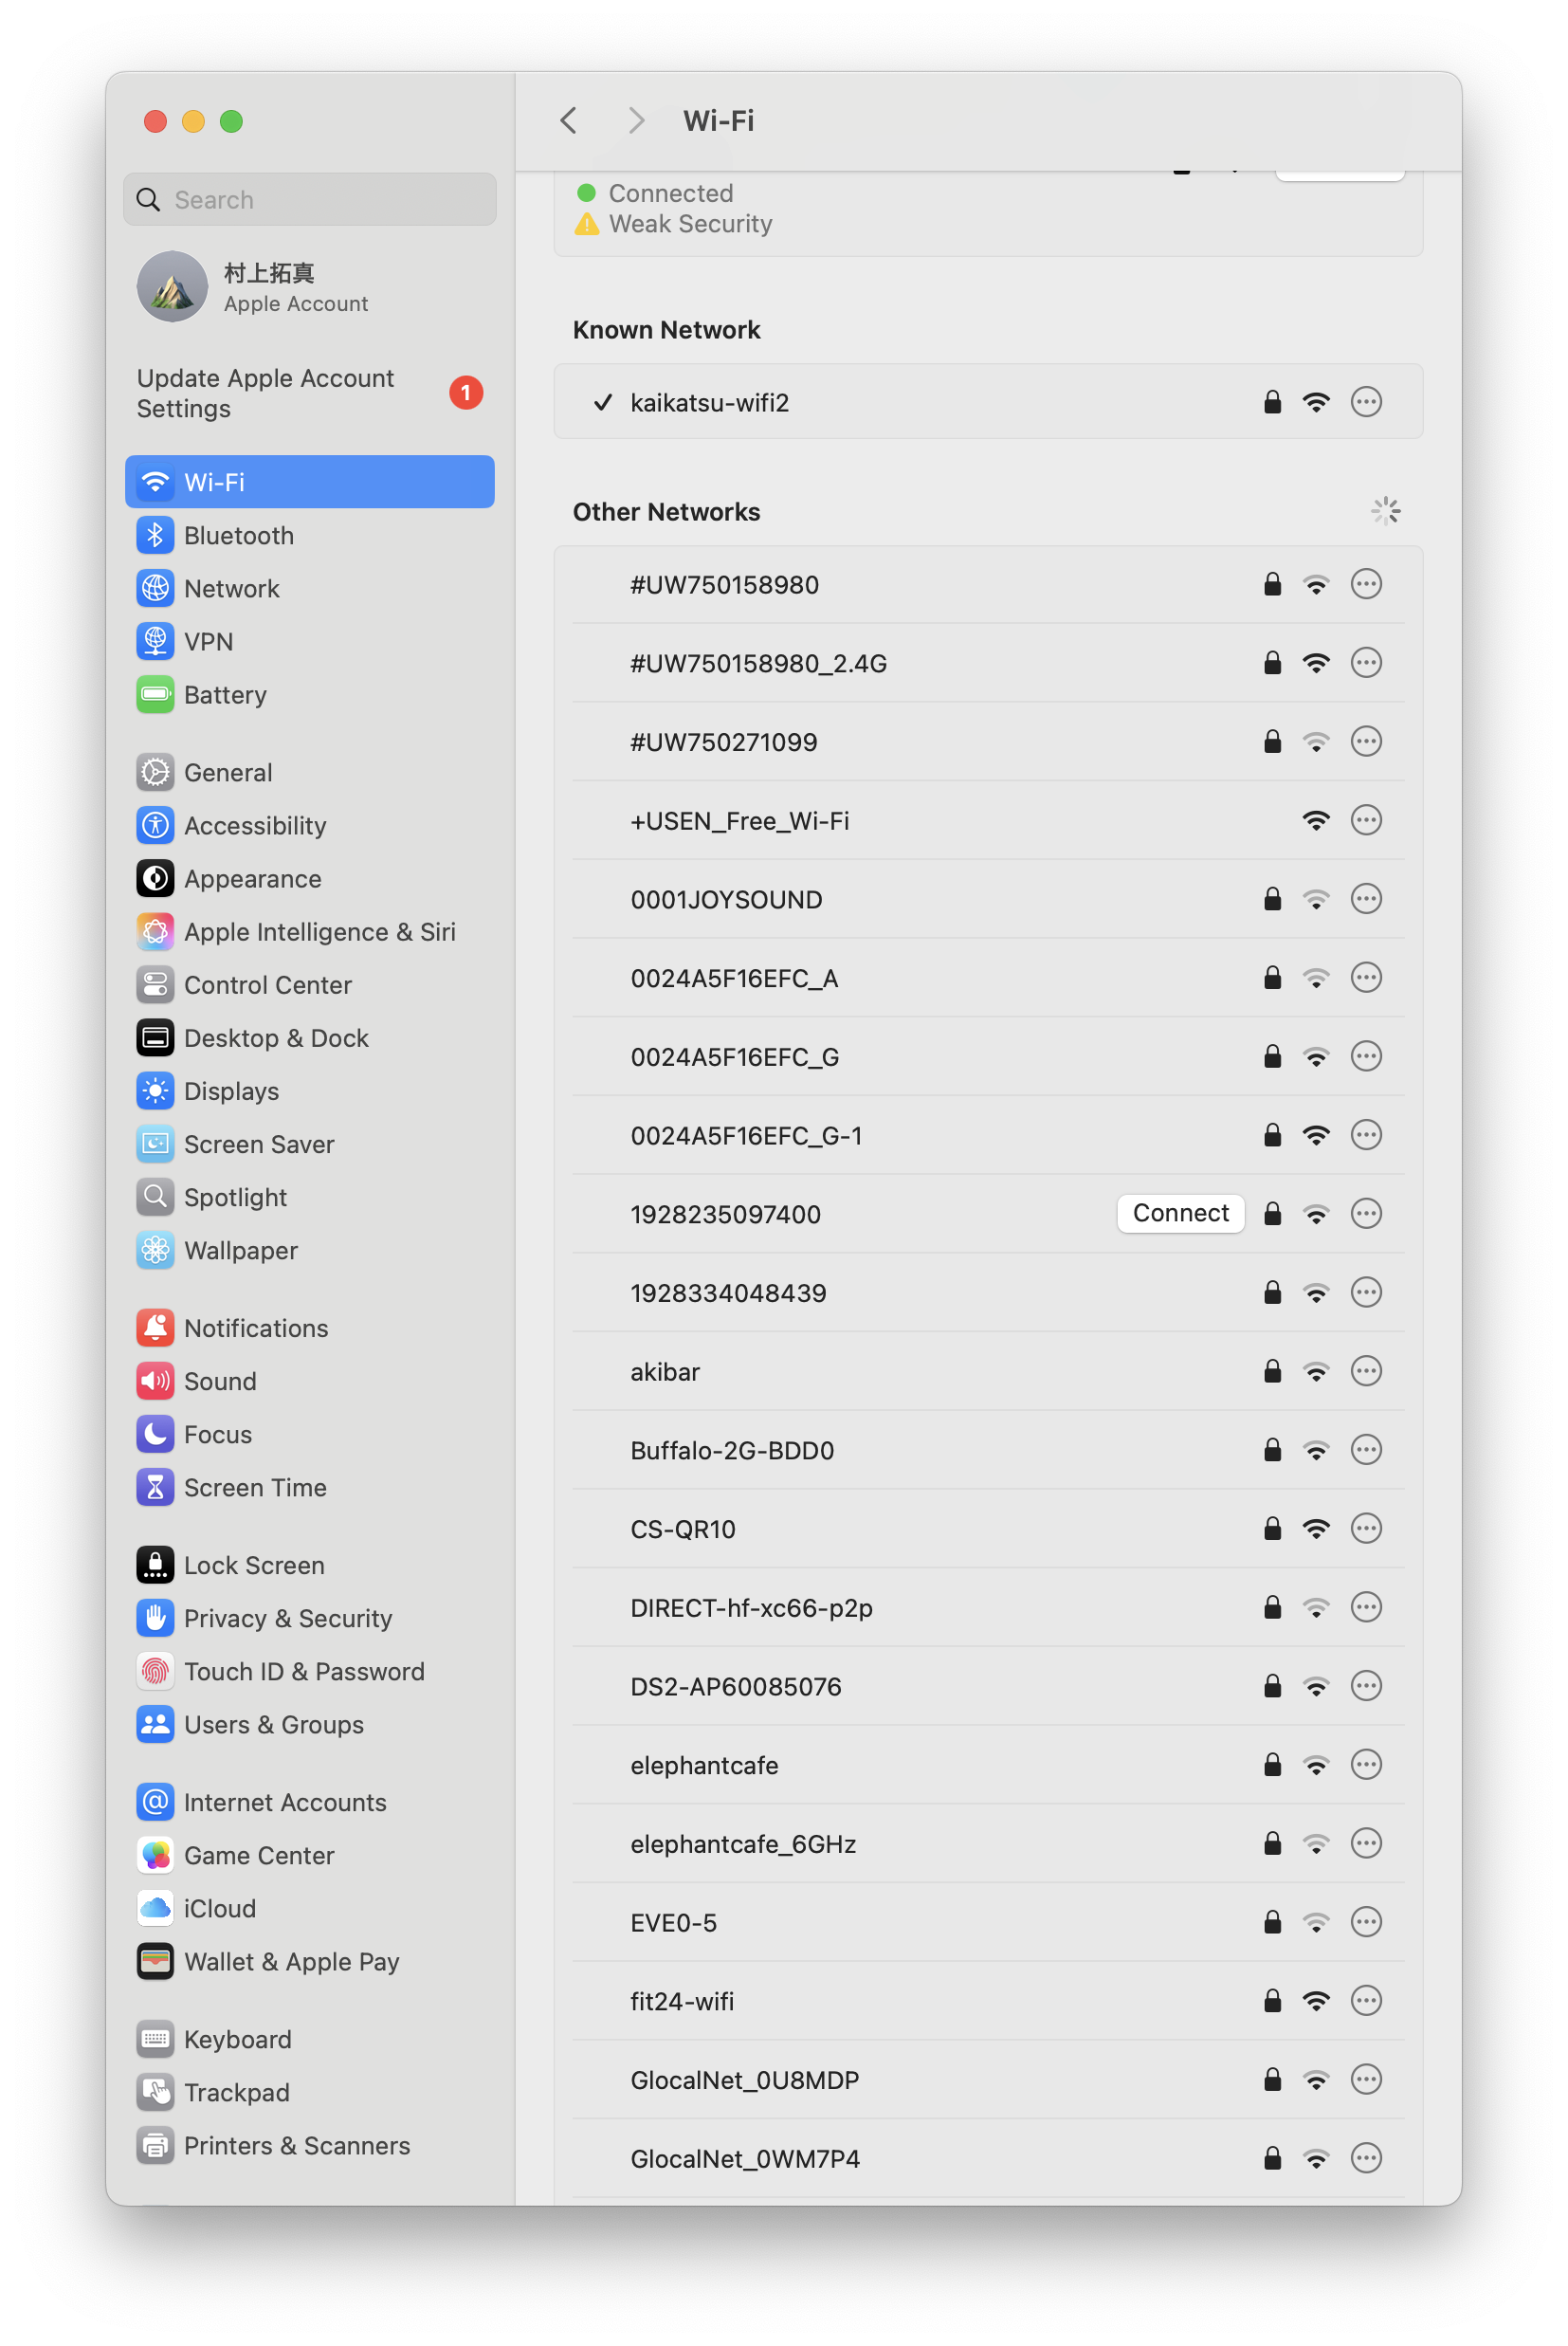 Wi-Fi
Search
村上拓真
Apple Account
Update Apple Account
Settings
1
Wi-Fi
Bluetooth
Network
VPN
Battery
General
Accessibility
Appearance
Apple Intelligence & Siri
Control Center
Desktop & Dock
Displays
Screen Saver
Spotlight
Wallpaper
Notifications
Sound
Focus
Screen Time
Lock Screen
Privacy & Security
Touch ID & Password
Users & Groups
Internet Accounts
Game Center
iCloud
Wallet & Apple Pay
Keyboard
Trackpad
Printers & Scanners
Connected
Weak Security
Known Network
kaikatsu-wifi2
Other Networks
#UW750158980
#UW750158980_2.4G
#UW750271099
+USEN_Free_Wi-Fi
0001JOYSOUND
0024A5F16EFC_A
0024A5F16EFC_G
0024A5F16EFC_G-1
1928235097400 Connect
1928334048439
akibar
Buffalo-2G-BDD0
CS-QR10
DIRECT-hf-xc66-p2p
DS2-AP60085076
elephantcafe
elephantcafe_6GHz
EVE0-5
fit24-wifi
GlocalNet_0U8MDP
GlocalNet_0WM7P4